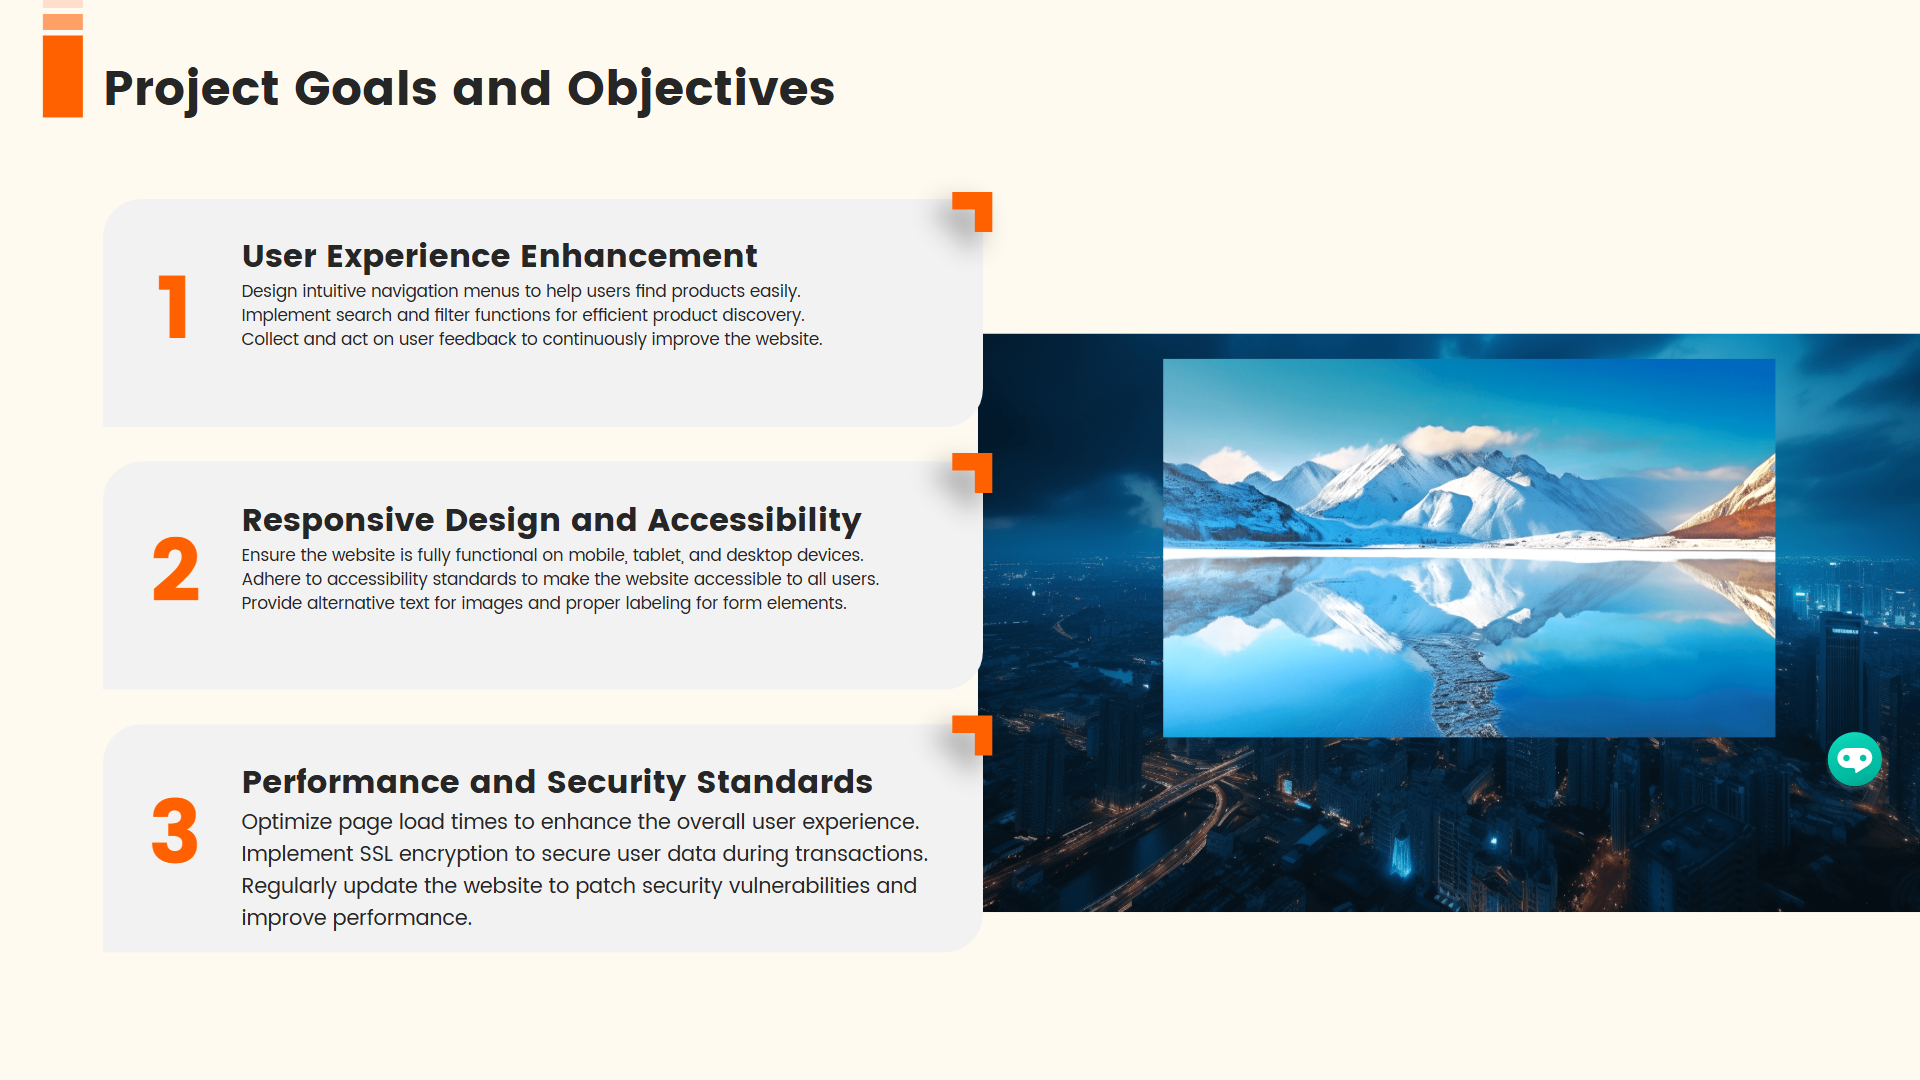 Project Goals and Objectives
1
User Experience Enhancement
Design intuitive navigation menus to help users find products easily.
Implement search and filter functions for efficient product discovery.
Collect and act on user feedback to continuously improve the website.
2
Responsive Design and Accessibility
Ensure the website is fully functional on mobile, tablet, and desktop devices.
Adhere to accessibility standards to make the website accessible to all users.
Provide alternative text for images and proper labeling for form elements.
3
Performance and Security Standards
Optimize page load times to enhance the overall user experience.
Implement SSL encryption to secure user data during transactions.
Regularly update the website to patch security vulnerabilities and
improve performance.